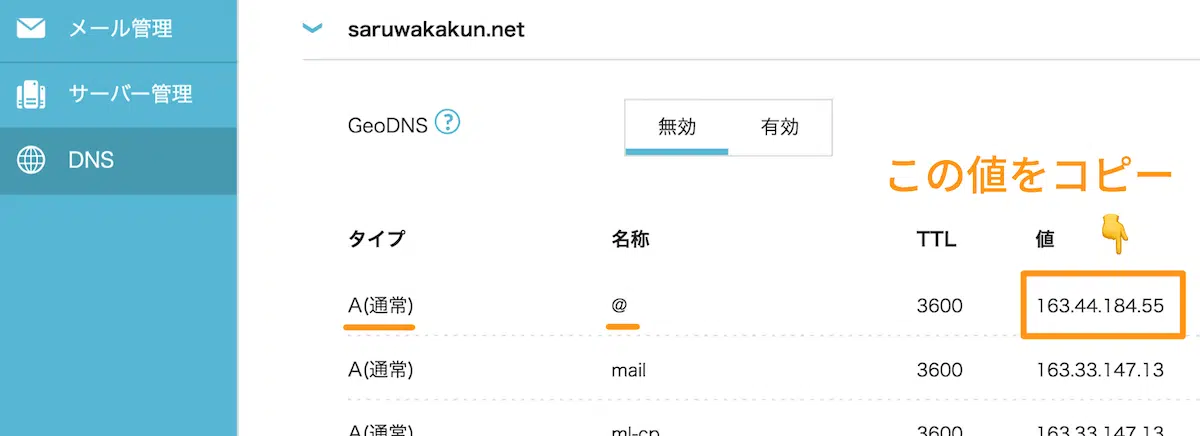 メール管理
サーバー管理
DNS
saruwakakun.net
GeoDNS ?
無効 有効
この値をコピー
タイプ 名称 TTL 値
A(通常) @ 3600 163.44.184.55
A(通常) mail 3600 163.33.147.13
A(通常) ml-cp 3600 163.33.147.13